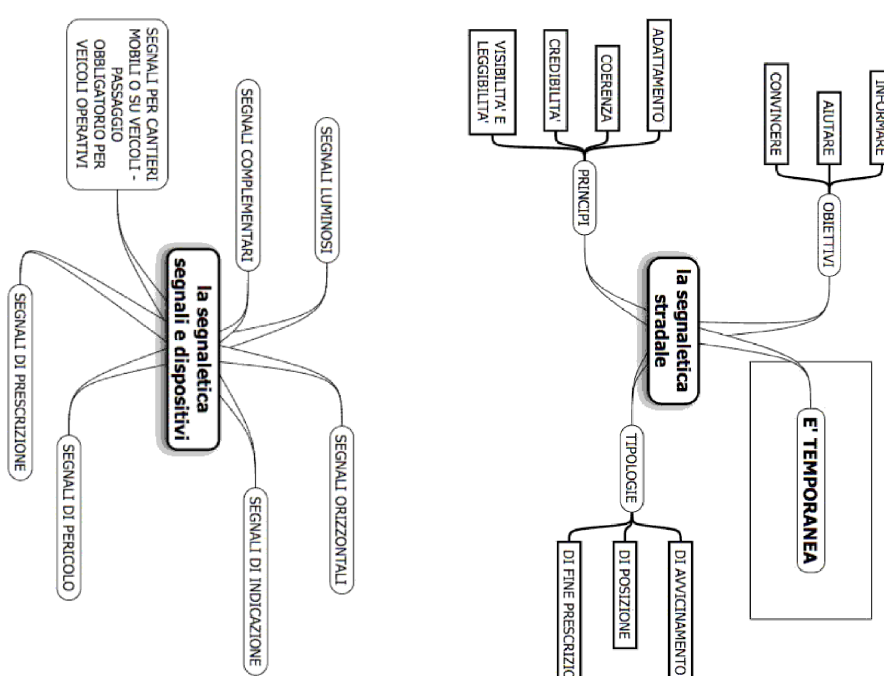 INFORMARE
AIUTARE
CONVINCERE
OBIETTIVI
ADATTAMENTO
COERENZA
CREDIBILITA'
VISIBILITA' E
LEGGIBILITA'
PRINCIPI
la segnaletica
stradale
E' TEMPORANEA
TIPOLOGIE
DI AVVICINAMENTO
DI POSIZIONE
DI FINE PRESCRIZIO
SEGNALI LUMINOSI
SEGNALI COMPLEMENTARI
SEGNALI PER CANTIERI
MOBILI O SU VEICOLI -
PASSAGGIO
OBBLIGATORIO PER
VEICOLI OPERATIVI
la segnaletica
segnali e dispositivi
SEGNALI ORIZZONTALI
SEGNALI DI INDICAZIONE
SEGNALI DI PERICOLO
SEGNALI DI PRESCRIZIONE